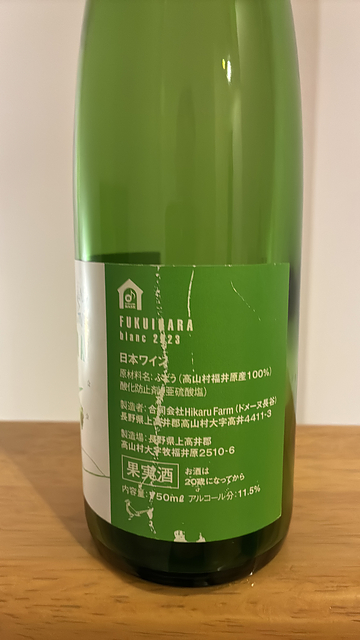 FUKUIHARA
blanc 2023
日本ワイン
原材料名：ぶどう（高山村福井原産100%）
酸化防止剤（亜硫酸塩）
製造者：合同会社Hikaru Farm（ドメーヌ長谷）
長野県上高井郡高山村大字高井4411-3
製造場：長野県上高井郡
高山村大字牧福井原2510-6
果実酒
お酒は
20歳になってから
内容量：750mℓ アルコール分：11.5%